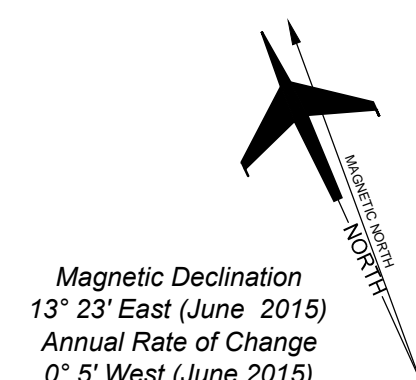 MAGNETIC NORTH
NORTH
Magnetic Declination
13° 23' East (June 2015)
Annual Rate of Change
0° 5' West (June 2015)